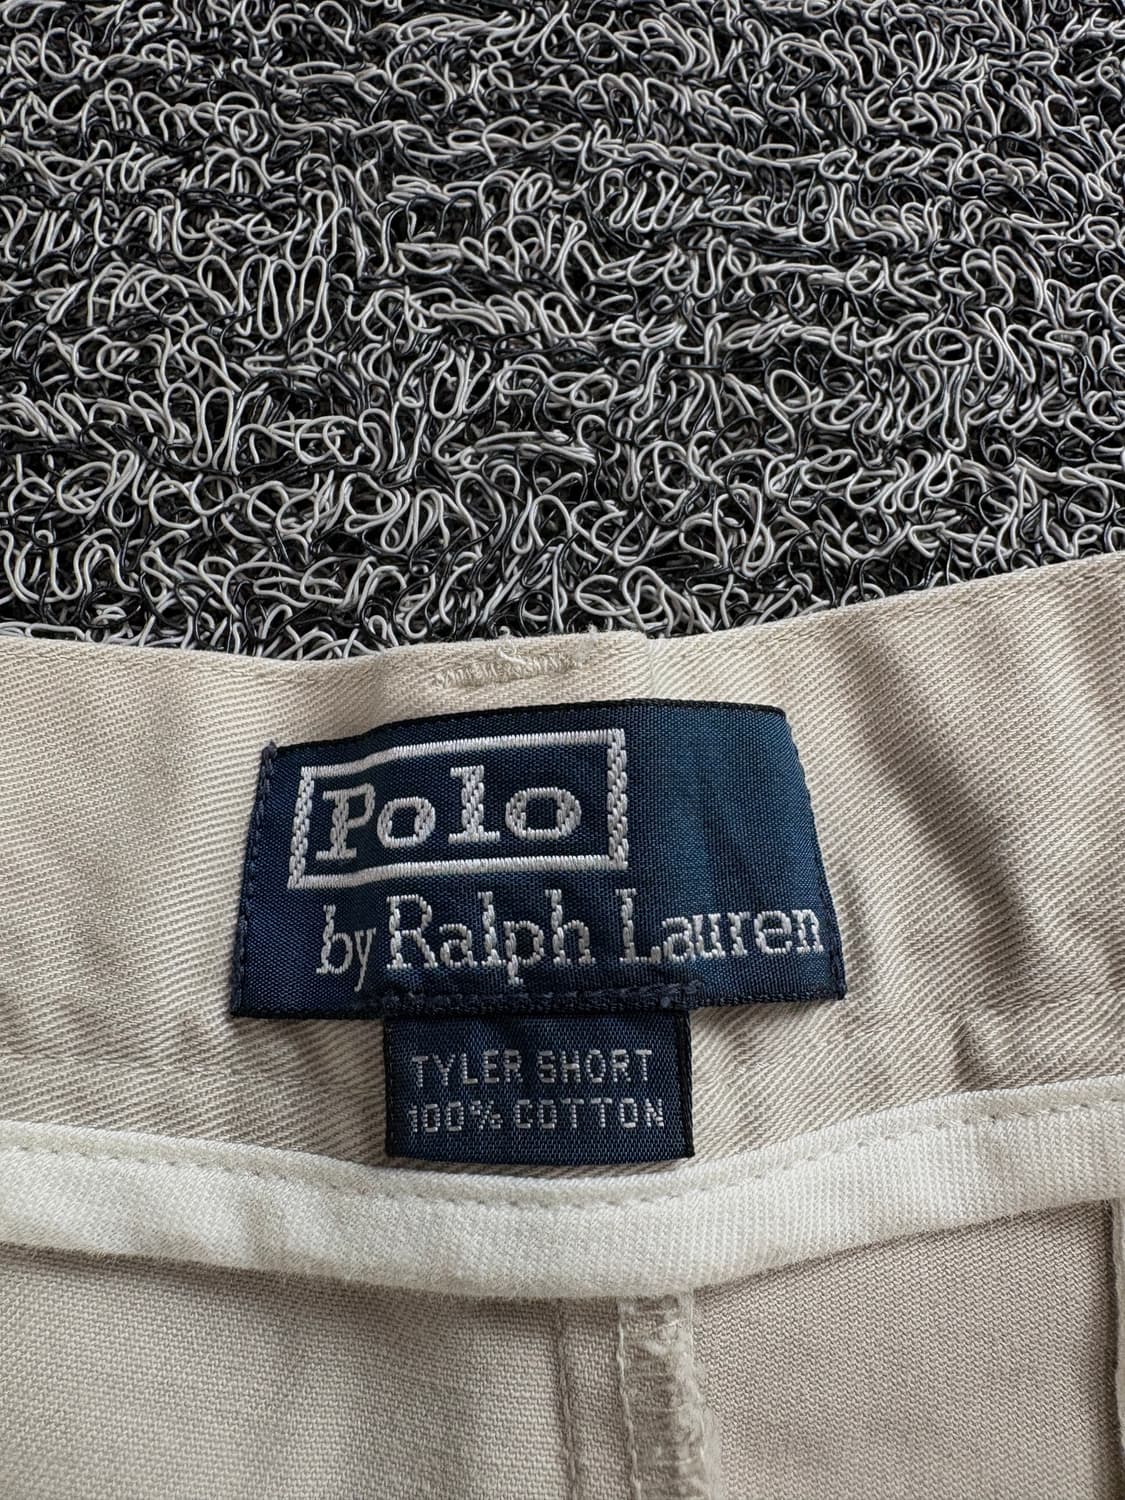 Polo
by Ralph Lauren
TYLER SHORT
100% COTTON